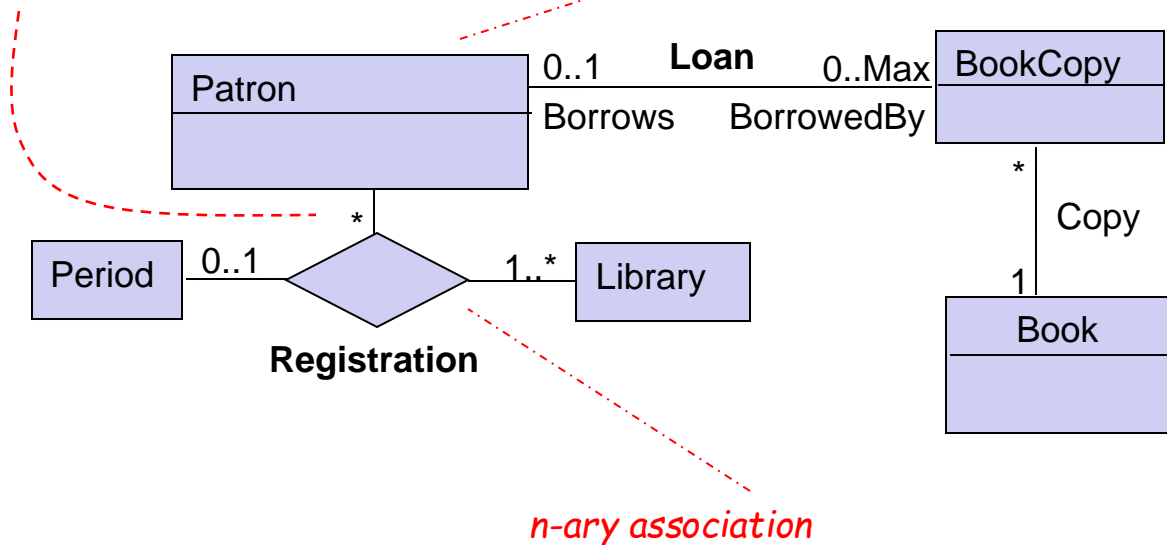 Patron
0..1
Loan
0..Max
BookCopy
Borrows
BorrowedBy
*
*
Copy
Period
0..1
1..*
Library
1
Book
Registration
n-ary association